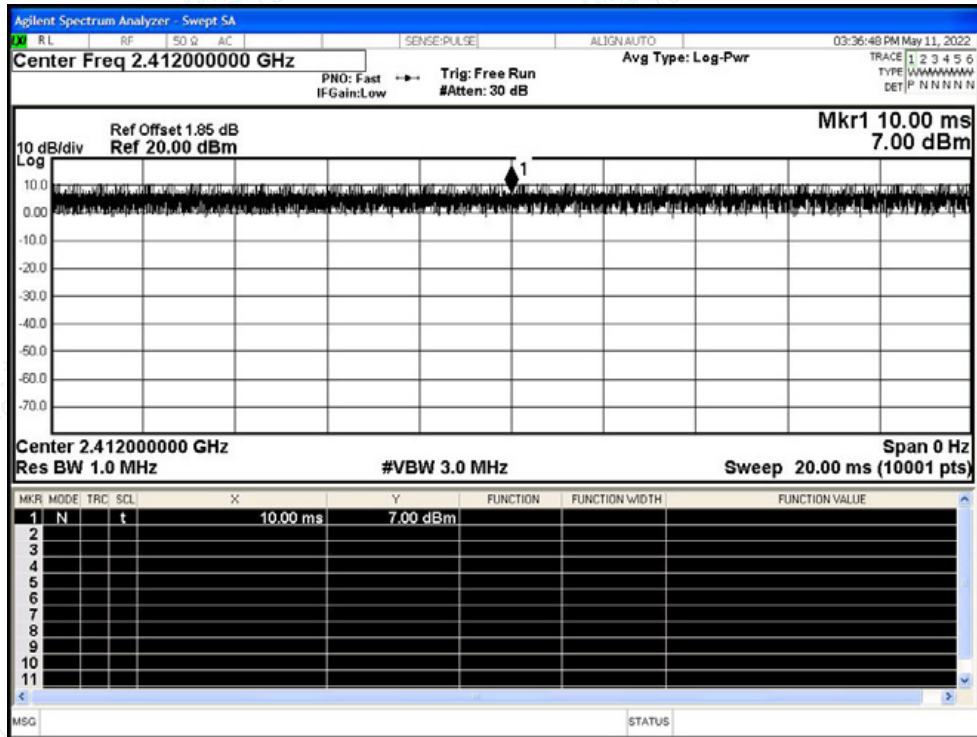 Agilent Spectrum Analyzer - Swept SA
RL RF 50 Ω AC SENSE:PULSE ALIGNAUTO 03:36:48 PM May 11, 2022
Center Freq 2.412000000 GHz
PNO: Fast
IFGain:Low
Trig: Free Run
#Atten: 30 dB
Avg Type: Log-Pwr
TRACE 1 2 3 4 5 6
TYPE WWWWWW
DET P N N N N N
Mkr1 10.00 ms
7.00 dBm
Ref Offset 1.85 dB
10 dB/div Ref 20.00 dBm
Log
1
10.0
0.00
-10.0
-20.0
-30.0
-40.0
-50.0
-60.0
-70.0
Center 2.412000000 GHz Span 0 Hz
Res BW 1.0 MHz #VBW 3.0 MHz Sweep 20.00 ms (10001 pts)
MKR MODE TRC SCL X Y FUNCTION FUNCTION WIDTH FUNCTION VALUE
1 N t 10.00 ms 7.00 dBm
2
3
4
5
6
7
8
9
10
11
MSG STATUS